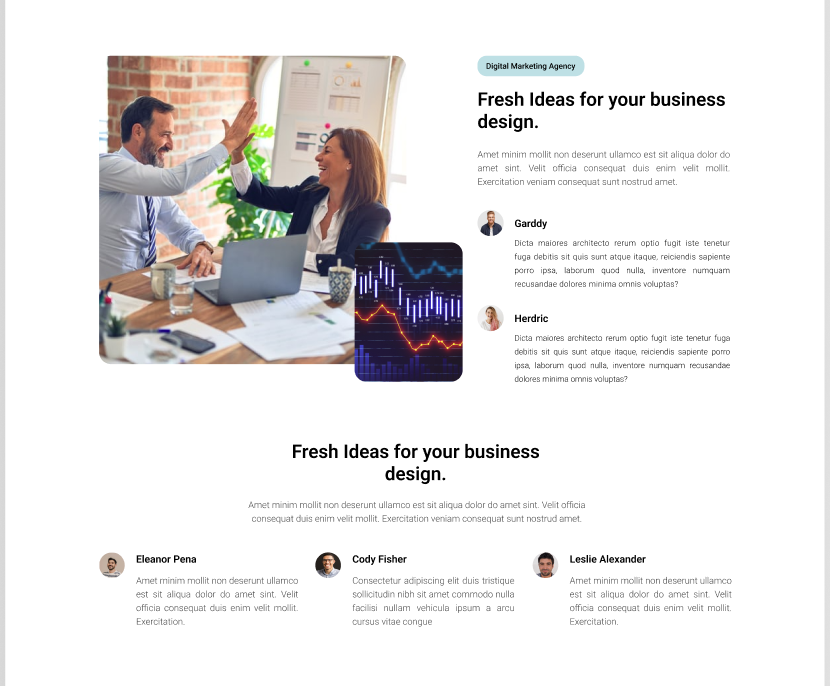 Digital Marketing Agency
Fresh Ideas for your business
design.
Amet minim mollit non deserunt ullamco est sit aliqua dolor do
amet sint. Velit officia consequat duis enim velit mollit.
Exercitation veniam consequat sunt nostrud amet.
Garddy
Dicta maiores architecto rerum optio fugit iste tenetur
fuga debitis sit quis sunt atque itaque, reiciendis sapiente
porro ipsa, laborum quod nulla, inventore numquam
recusandae dolores minima omnis voluptas?
Herdric
Dicta maiores architecto rerum optio fugit iste tenetur fuga
debitis sit quis sunt atque itaque, reiciendis sapiente porro
ipsa, laborum quod nulla, inventore numquam recusandae
dolores minima omnis voluptas?
Fresh Ideas for your business
design.
Amet minim mollit non deserunt ullamco est sit aliqua dolor do amet sint. Velit officia
consequat duis enim velit mollit. Exercitation veniam consequat sunt nostrud amet.
Eleanor Pena
Amet minim mollit non deserunt ullamco
est sit aliqua dolor do amet sint. Velit
officia consequat duis enim velit mollit.
Exercitation.
Cody Fisher
Consectetur adipiscing elit duis tristique
sollicitudin nibh sit amet commodo nulla
facilisi nullam vehicula ipsum a arcu
cursus vitae congue
Leslie Alexander
Amet minim mollit non deserunt ullamco
est sit aliqua dolor do amet sint. Velit
officia consequat duis enim velit mollit.
Exercitation.